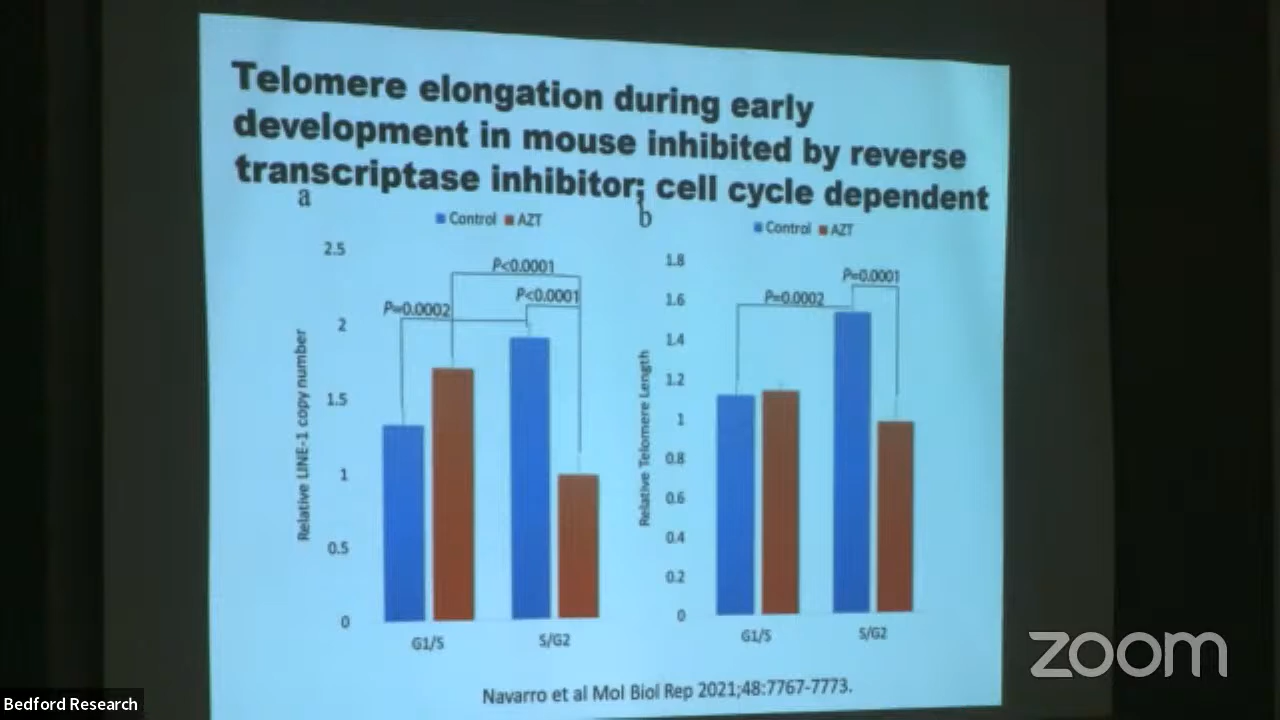 Telomere elongation during early
development in mouse inhibited by reverse
transcriptase inhibitor; cell cycle dependent
a
Control AZT
2.5
2
1.5
1
0.5
0
Relative LINE-1 copy number
P=0.0002
P<0.0001
P<0.0001
G1/S
S/G2
b
Control AZT
1.8
1.6
1.4
1.2
1
0.8
0.6
0.4
0.2
0
Relative Telomere Length
P=0.0002
P=0.0001
G1/S
S/G2
Navarro et al Mol Biol Rep 2021;48:7767-7773.
zoom
Bedford Research